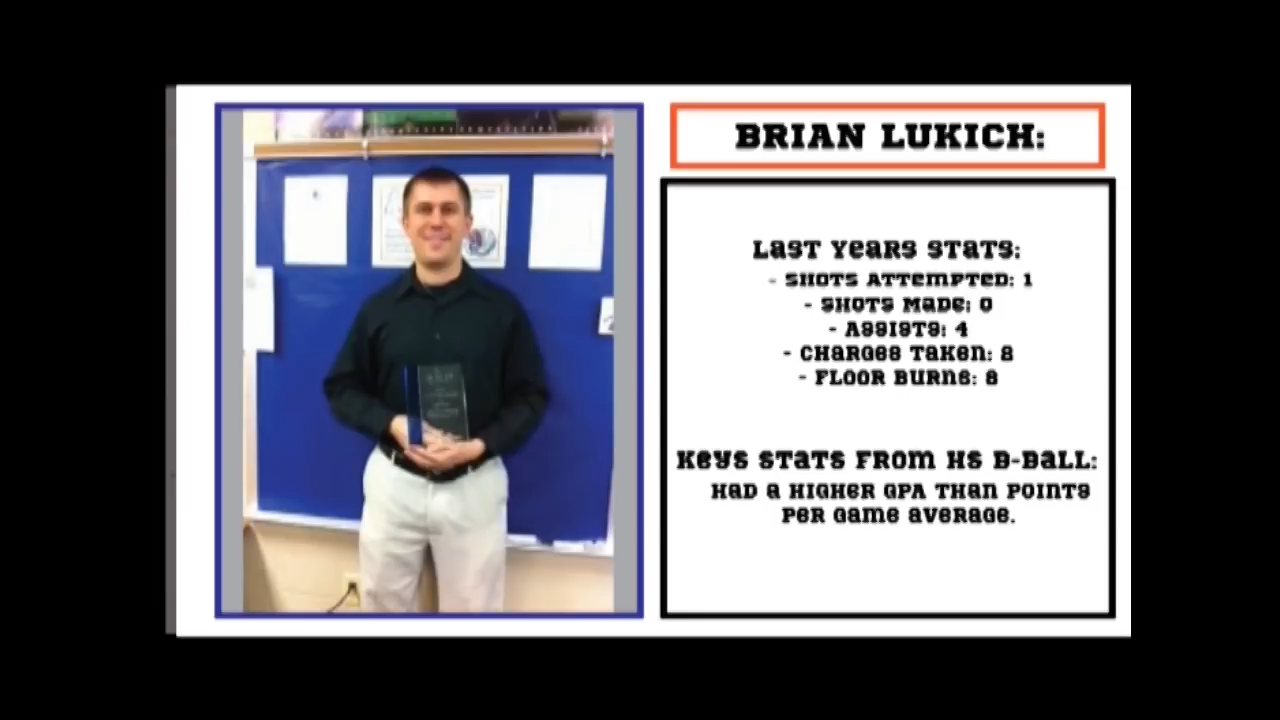 BRIAN LUKICH:
Last Years Stats:
- Shots Attempted: 1
- Shots Made: 0
- Assists: 4
- Charges Taken: 2
- Floor Burns: 8
Keys Stats from HS B-Ball:
Had a higher GPA than points
per game average.